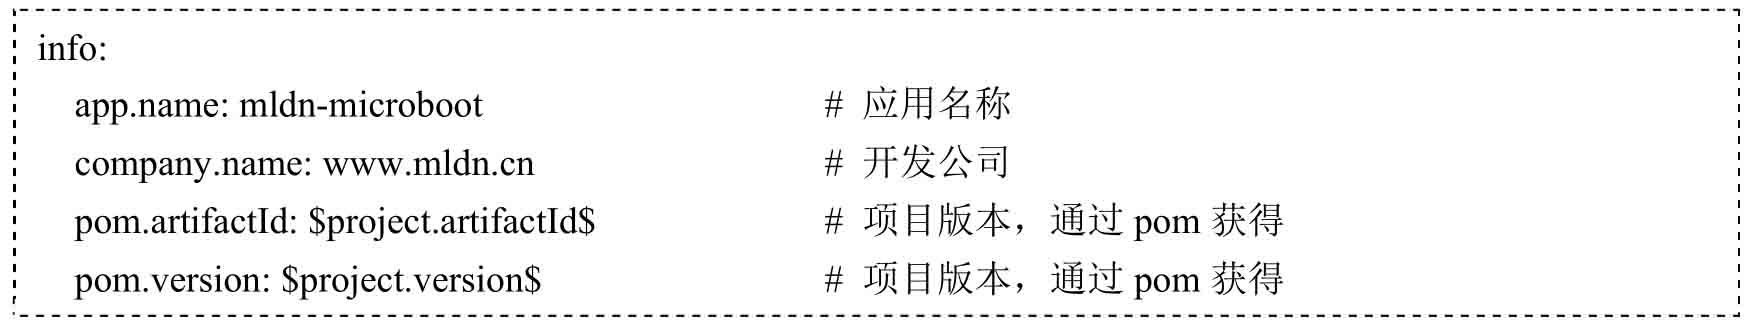 info:
app.name: mldn-microboot # 应用名称
company.name: www.mldn.cn # 开发公司
pom.artifactId: $project.artifactId$ # 项目版本，通过 pom 获得
pom.version: $project.version$ # 项目版本，通过 pom 获得